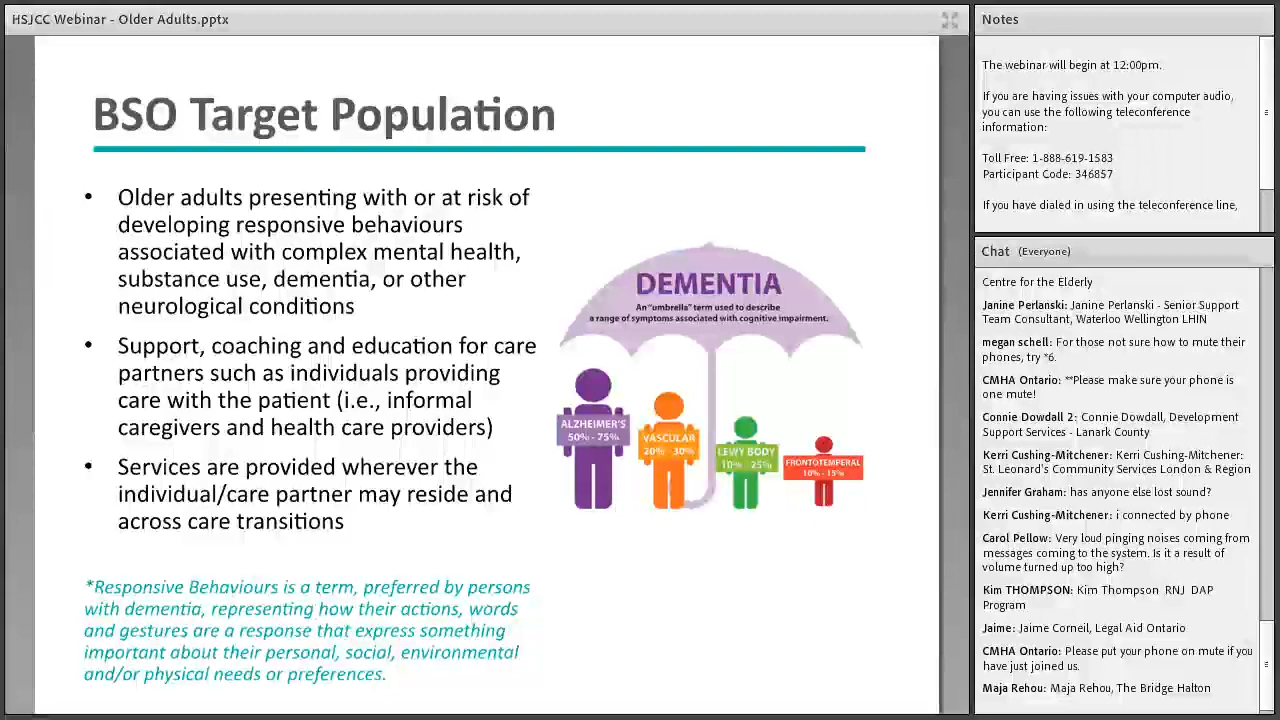 HSJCC Webinar - Older Adults.pptx
BSO Target Population
• Older adults presenting with or at risk of
developing responsive behaviours
associated with complex mental health,
substance use, dementia, or other
neurological conditions
• Support, coaching and education for care
partners such as individuals providing
care with the patient (i.e., informal
caregivers and health care providers)
• Services are provided wherever the
individual/care partner may reside and
across care transitions
*Responsive Behaviours is a term, preferred by persons
with dementia, representing how their actions, words
and gestures are a response that express something
important about their personal, social, environmental
and/or physical needs or preferences.
DEMENTIA
An "umbrella" term used to describe
a range of symptoms associated with cognitive impairment.
ALZHEIMER'S
50% - 75%
VASCULAR
20% - 30%
LEWY BODY
10% - 25%
FRONTOTEMPERAL
10% - 15%
Notes
The webinar will begin at 12:00pm.
If you are having issues with your computer audio,
you can use the following teleconference
information:
Toll Free: 1-888-619-1583
Participant Code: 346857
If you have dialed in using the teleconference line,
Chat (Everyone)
Centre for the Elderly
Janine Perlanski: Janine Perlanski - Senior Support
Team Consultant, Waterloo Wellington LHIN
megan schell: For those not sure how to mute their
phones, try *6.
CMHA Ontario: **Please make sure your phone is
one mute!
Connie Dowdall 2: Connie Dowdall, Development
Support Services - Lanark County
Kerri Cushing-Mitchener: Kerri Cushing-Mitchener:
St. Leonard's Community Services London & Region
Jennifer Graham: has anyone else lost sound?
Kerri Cushing-Mitchener: i connected by phone
Carol Pellow: Very loud pinging noises coming from
messages coming to the system. Is it a result of
volume turned up too high?
Kim THOMPSON: Kim Thompson RNJ DAP
Program
Jaime: Jaime Corneil, Legal Aid Ontario
CMHA Ontario: Please put your phone on mute if you
have just joined us.
Maja Rehou: Maja Rehou, The Bridge Halton